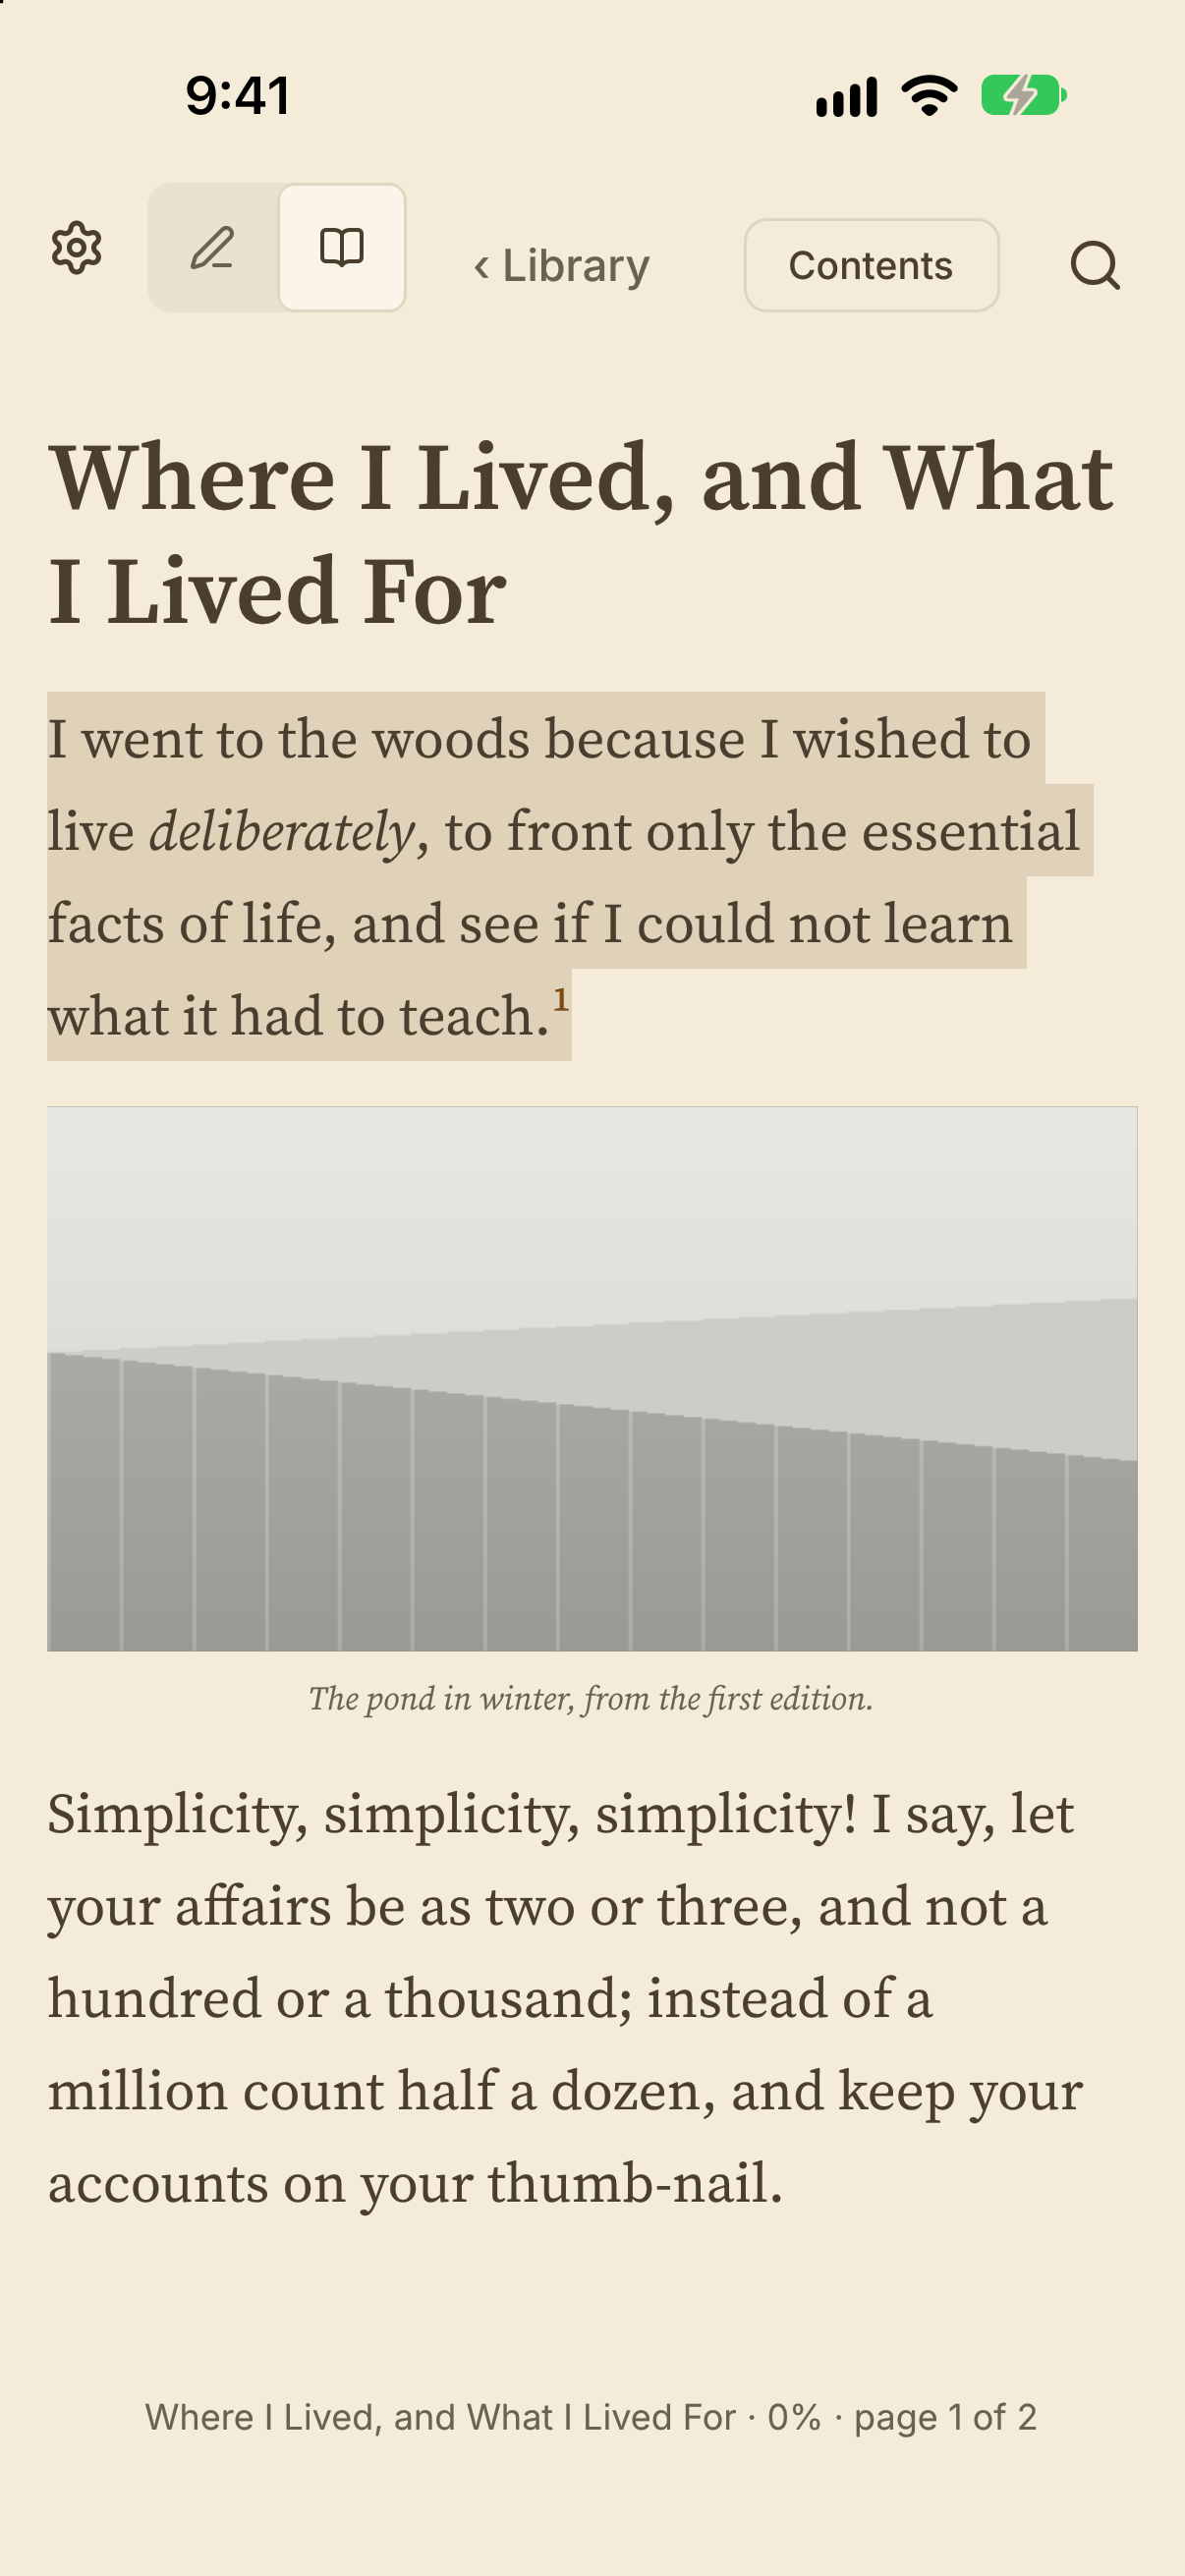 9:41
‹ Library
Contents
Where I Lived, and What
I Lived For
I went to the woods because I wished to
live deliberately, to front only the essential
facts of life, and see if I could not learn
what it had to teach.¹
The pond in winter, from the first edition.
Simplicity, simplicity, simplicity! I say, let
your affairs be as two or three, and not a
hundred or a thousand; instead of a
million count half a dozen, and keep your
accounts on your thumb-nail.
Where I Lived, and What I Lived For · 0% · page 1 of 2